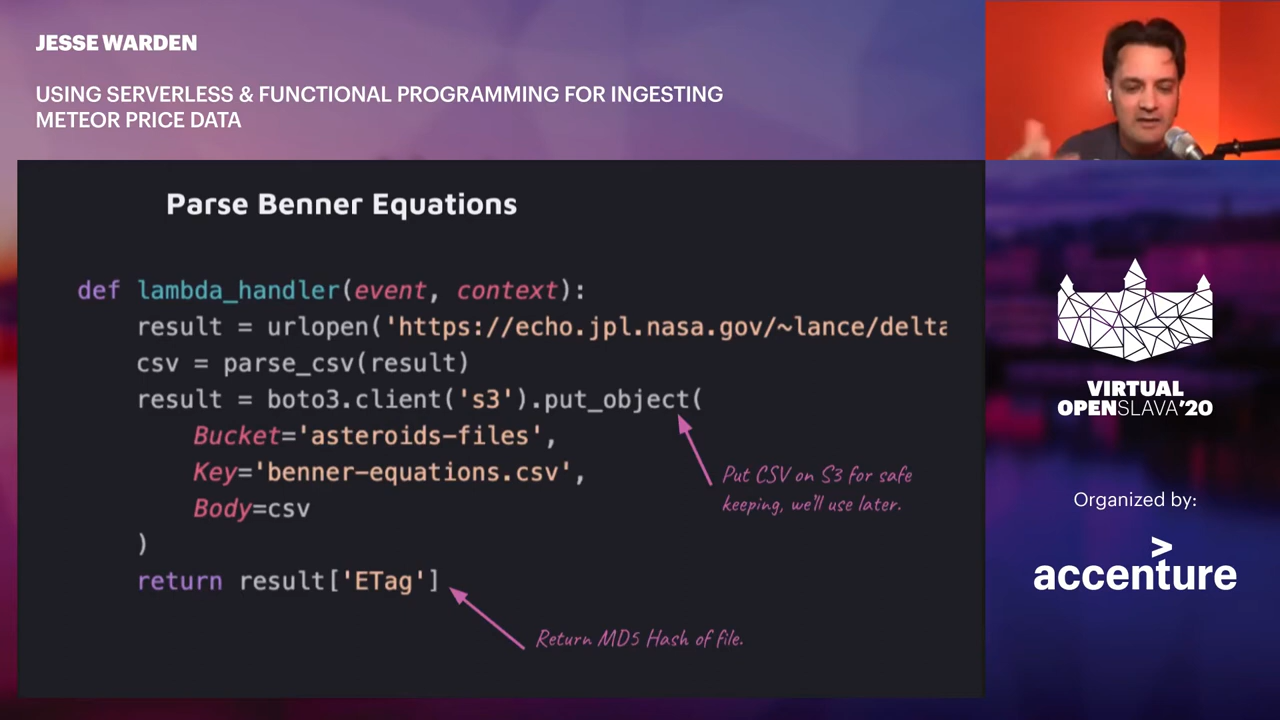 JESSE WARDEN
USING SERVERLESS & FUNCTIONAL PROGRAMMING FOR INGESTING
METEOR PRICE DATA
Parse Benner Equations
def lambda_handler(event, context):
result = urlopen('https://echo.jpl.nasa.gov/~lance/delta
csv = parse_csv(result)
result = boto3.client('s3').put_object(
Bucket='asteroids-files',
Key='benner-equations.csv',
Body=csv
)
return result['ETag']
Put CSV on S3 for safe
keeping, we'll use later.
Return MD5 Hash of file.
VIRTUAL
OPENSLAVA'20
Organized by:
>
accenture